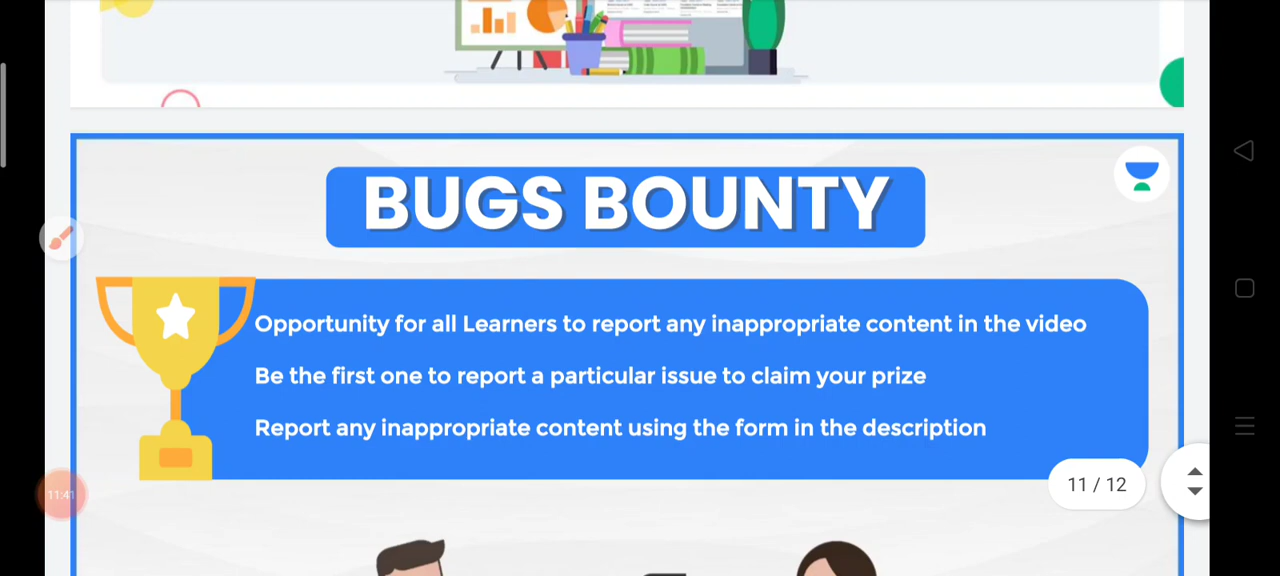 BUGS BOUNTY
Opportunity for all Learners to report any inappropriate content in the video
Be the first one to report a particular issue to claim your prize
Report any inappropriate content using the form in the description
11 / 12
11:41